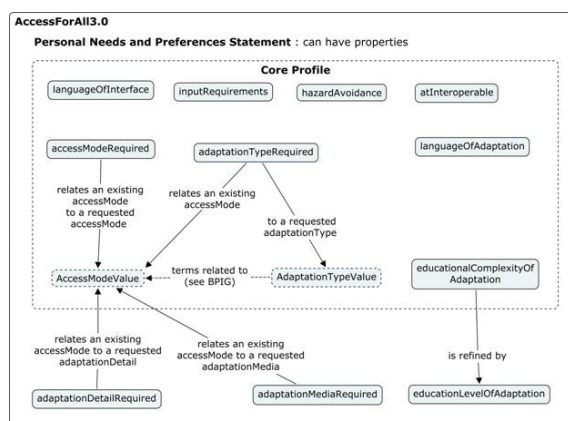 AccessForAll3.0
Personal Needs and Preferences Statement : can have properties
Core Profile
languageOfInterface
inputRequirements
hazardAvoidance
atInteroperable
accessModeRequired
adaptationTypeRequired
languageOfAdaptation
relates an existing
accessMode
to a requested
accessMode
relates an existing
accessMode
to a requested
adaptationType
AccessModeValue
terms related to
(see BPIG)
AdaptationTypeValue
educationalComplexityOf
Adaptation
relates an existing
accessMode to a requested
adaptationDetail
relates an existing
accessMode to a requested
adaptationMedia
is refined by
adaptationDetailRequired
adaptationMediaRequired
educationLevelOfAdaptation